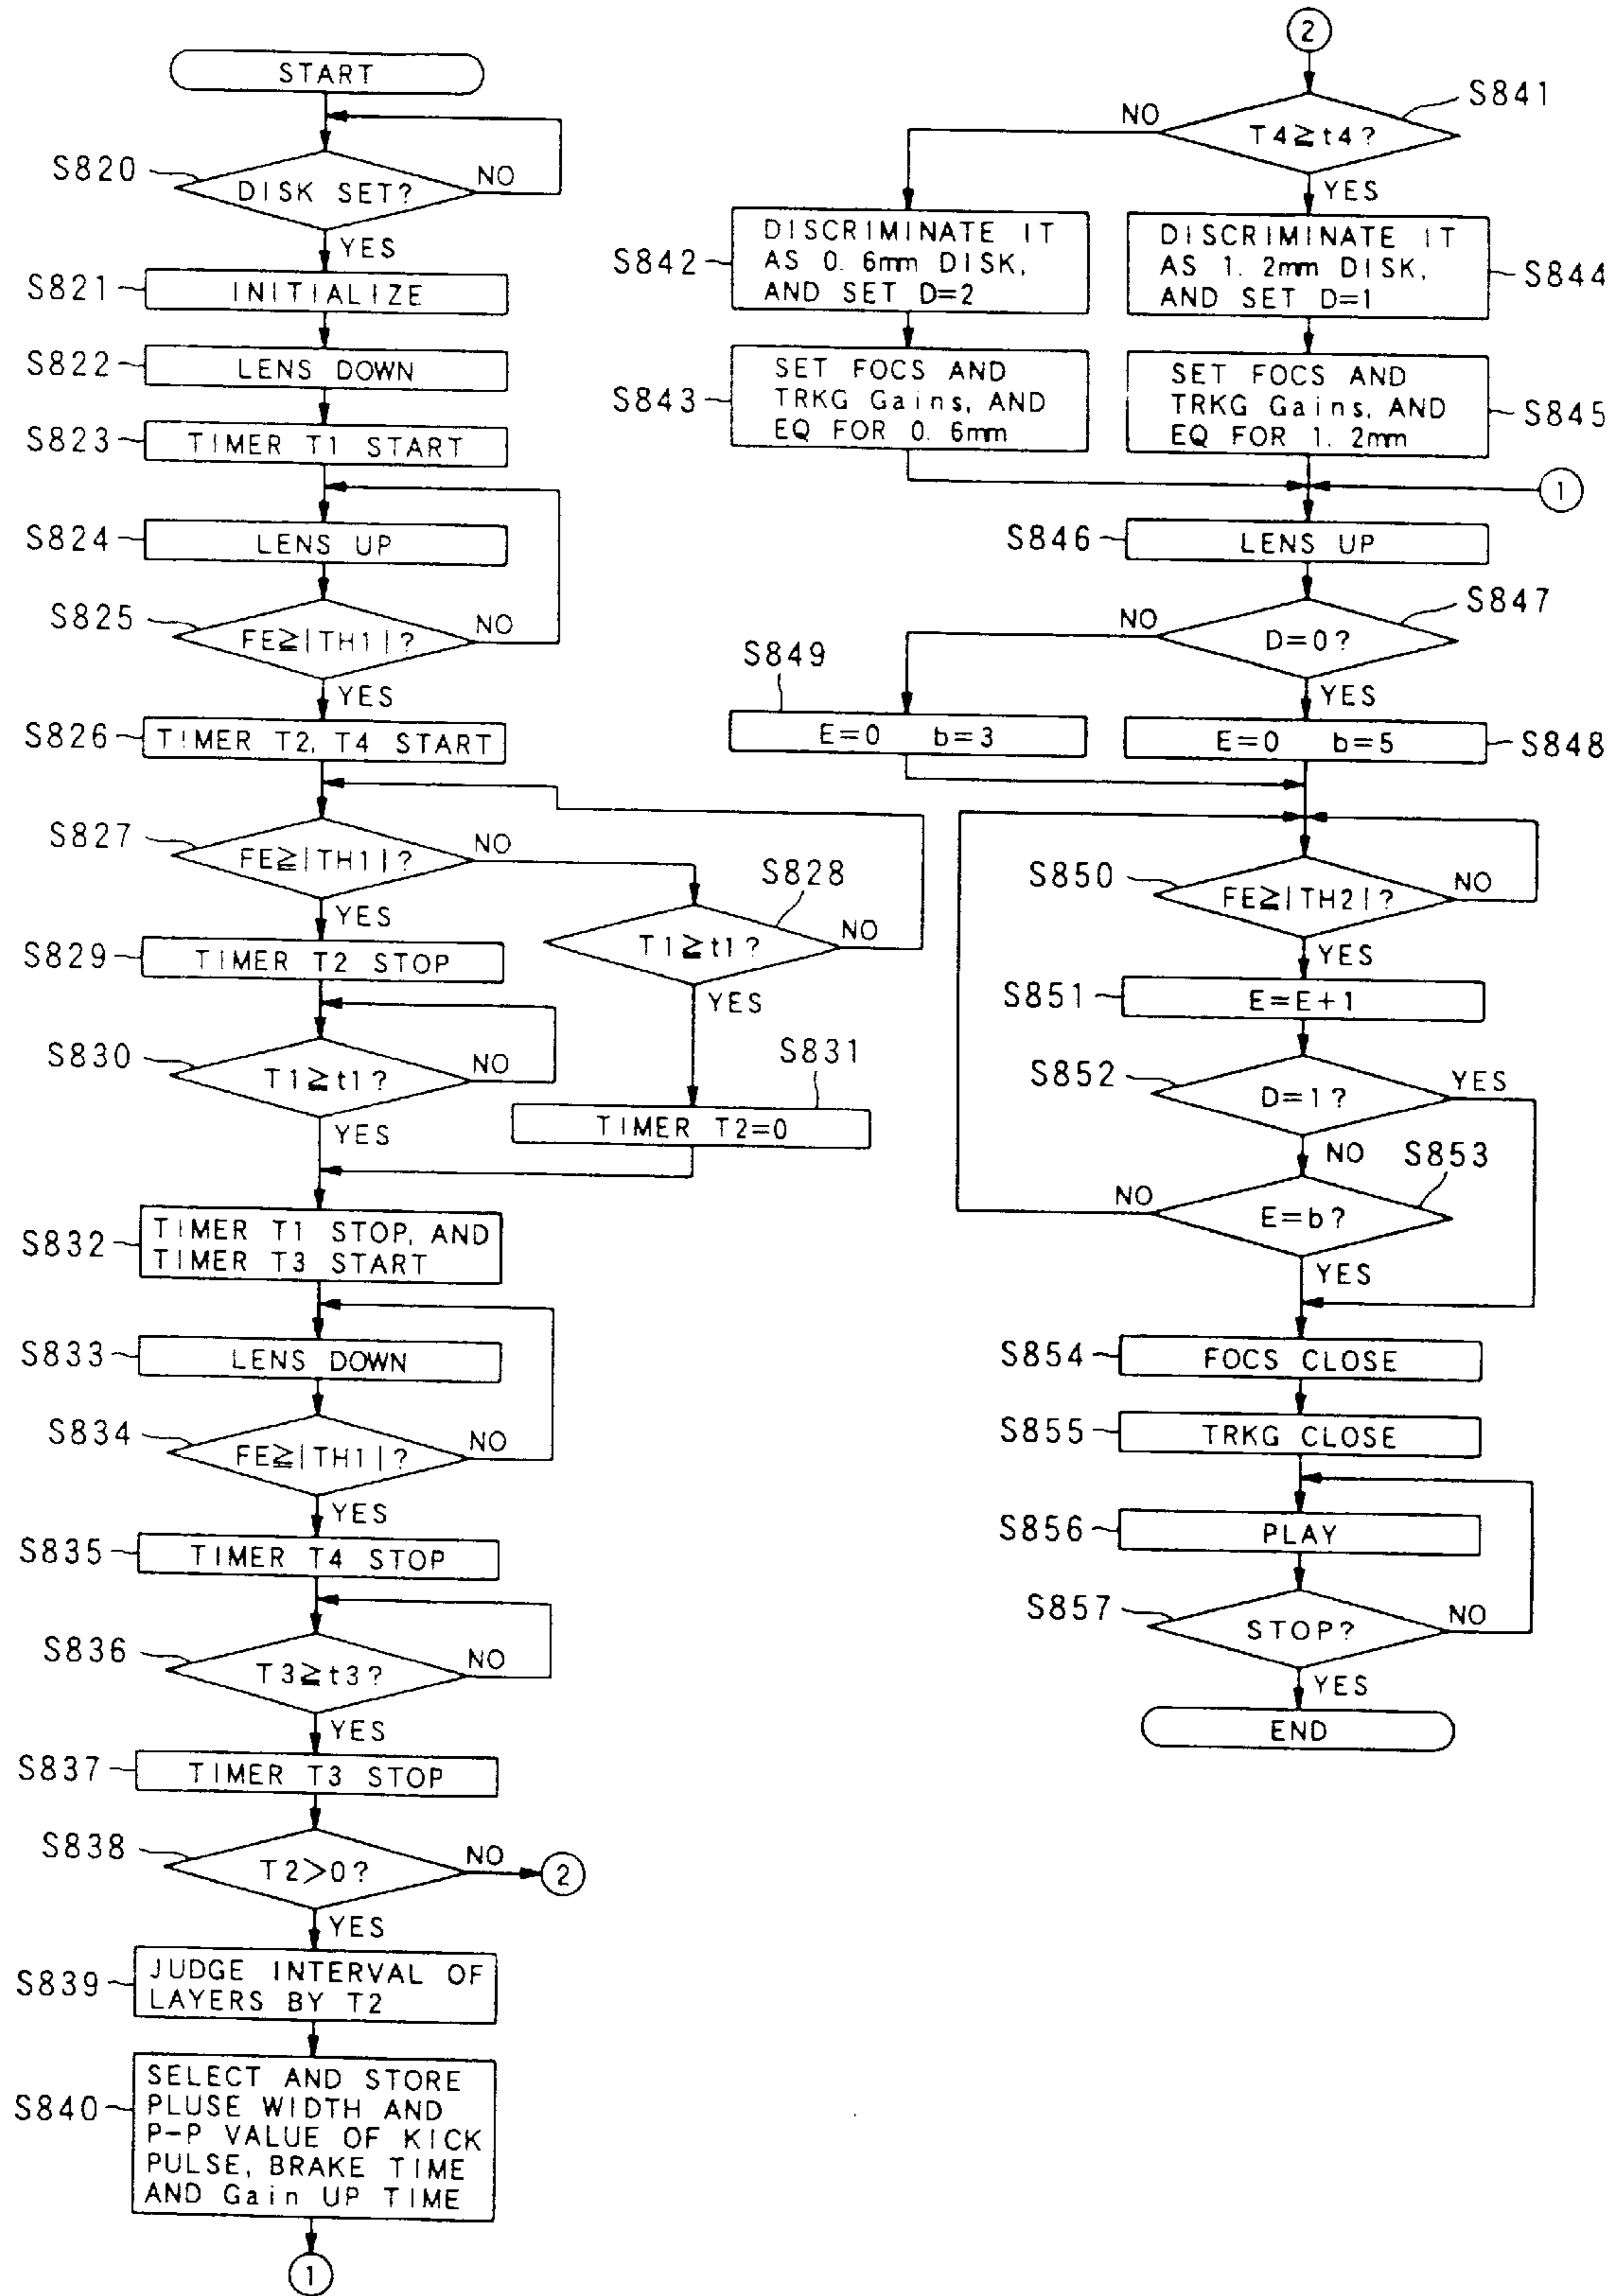 START
S820
DISK SET?
NO
YES
S821
INITIALIZE
S822
LENS DOWN
S823
TIMER T1 START
S824
LENS UP
S825
FE≧|TH1|?
NO
YES
S826
TIMER T2, T4 START
S827
FE≧|TH1|?
NO
YES
S828
T1≧t1?
NO
YES
S829
TIMER T2 STOP
S830
T1≧t1?
NO
YES
S831
TIMER T2=0
S832
TIMER T1 STOP, AND
TIMER T3 START
S833
LENS DOWN
S834
FE≧|TH1|?
NO
YES
S835
TIMER T4 STOP
S836
T3≧t3?
NO
YES
S837
TIMER T3 STOP
S838
T2>0?
NO
2
YES
S839
JUDGE INTERVAL OF
LAYERS BY T2
S840
SELECT AND STORE
PLUSE WIDTH AND
P-P VALUE OF KICK
PULSE, BRAKE TIME
AND Gain UP TIME
1
2
S841
T4≧t4?
NO
YES
S842
DISCRIMINATE IT
AS 0.6mm DISK,
AND SET D=2
S844
DISCRIMINATE IT
AS 1.2mm DISK,
AND SET D=1
S843
SET FOCS AND
TRKG Gains, AND
EQ FOR 0.6mm
S845
SET FOCS AND
TRKG Gains, AND
EQ FOR 1.2mm
1
S846
LENS UP
S847
D=0?
NO
YES
S849
E=0 b=3
S848
E=0 b=5
S850
FE≧|TH2|?
NO
YES
S851
E=E+1
S852
D=1?
YES
NO
S853
E=b?
NO
YES
S854
FOCS CLOSE
S855
TRKG CLOSE
S856
PLAY
S857
STOP?
NO
YES
END